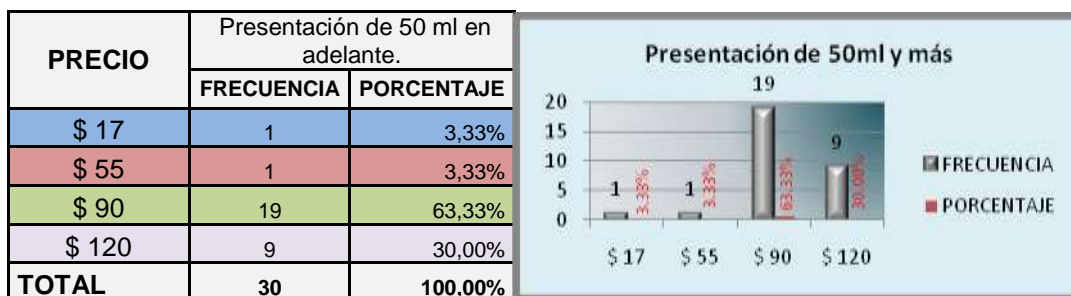 PRECIO
Presentación de 50 ml en
adelante.
FRECUENCIA PORCENTAJE
$ 17 1 3,33%
$ 55 1 3,33%
$ 90 19 63,33%
$ 120 9 30,00%
TOTAL 30 100,00%
Presentación de 50ml y más
20
15
10
5
0
1 3.33%
1 3.33%
19 63.33%
9 30.00%
$ 17 $ 55 $ 90 $ 120
FRECUENCIA
PORCENTAJE